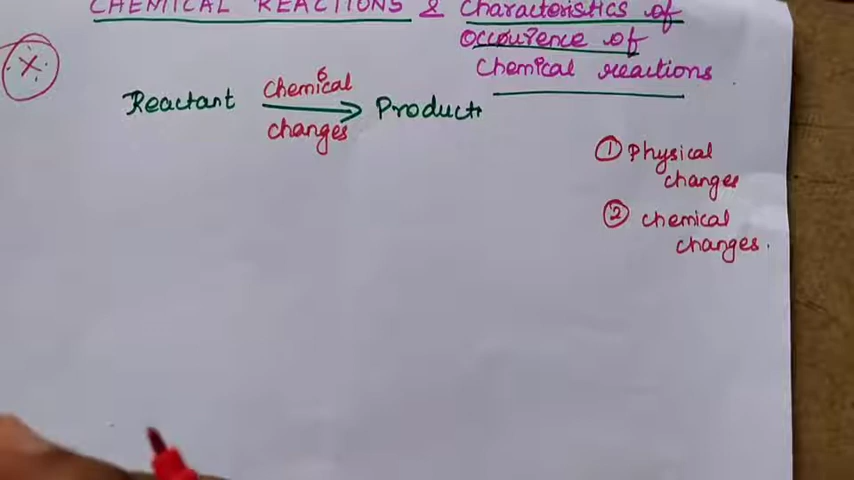 CHEMICAL REACTIONS & Characteristics of
Occurence of
Chemical reactions
Reactant Chemical Product
changes
① Physical
changes
② chemical
changes.